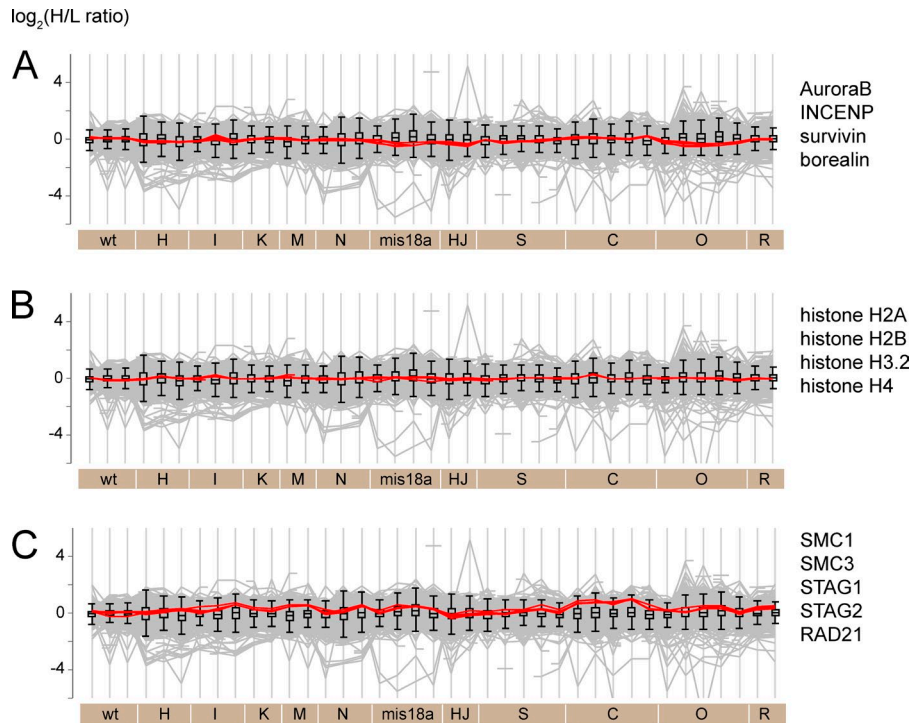 log2(H/L ratio)
A
4
0
-4
AuroraB
INCENP
survivin
borealin
wt H I K M N mis18a HJ S C O R
B
4
0
-4
histone H2A
histone H2B
histone H3.2
histone H4
wt H I K M N mis18a HJ S C O R
C
4
0
-4
SMC1
SMC3
STAG1
STAG2
RAD21
wt H I K M N mis18a HJ S C O R